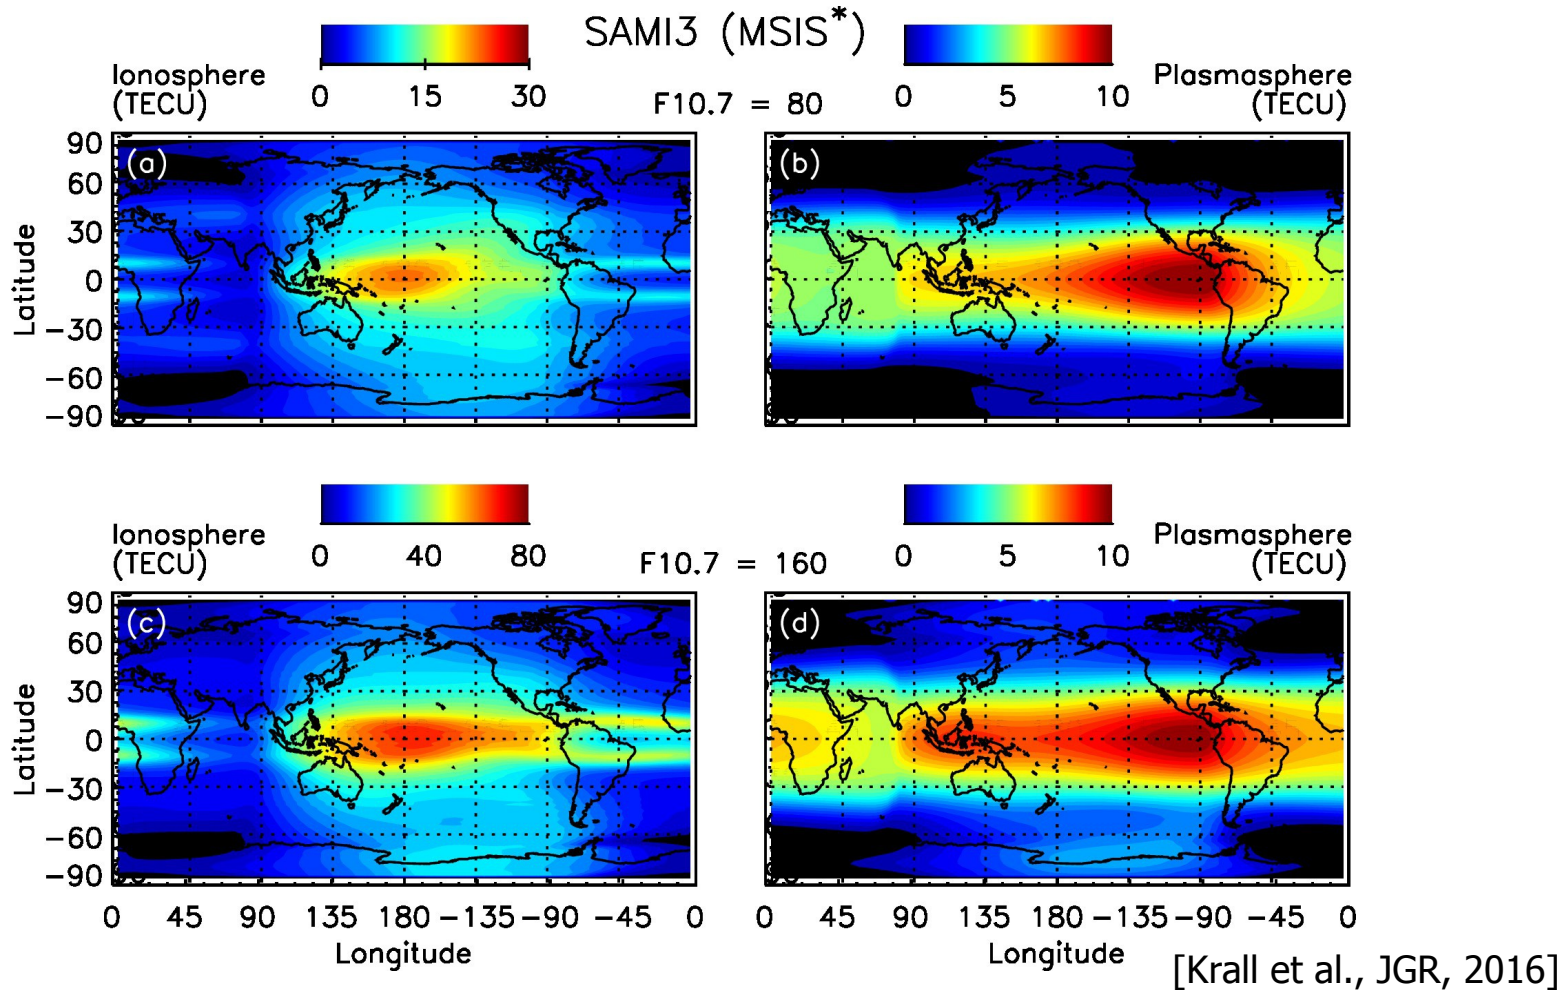 SAMI3 (MSIS*)
Ionosphere
(TECU)
0 15 30
F10.7 = 80
0 5 10
Plasmasphere
(TECU)
(a)
(b)
90
60
30
0
−30
−60
−90
Latitude
Ionosphere
(TECU)
0 40 80
F10.7 = 160
0 5 10
Plasmasphere
(TECU)
(c)
(d)
90
60
30
0
−30
−60
−90
Latitude
0 45 90 135 180 −135 −90 −45 0
Longitude
0 45 90 135 180 −135 −90 −45 0
Longitude
[Krall et al., JGR, 2016]